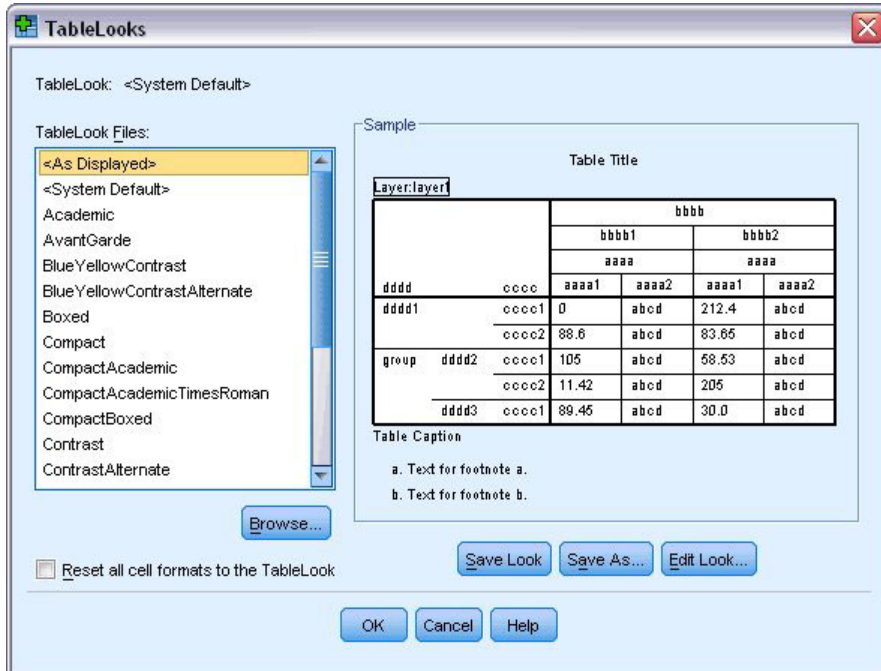 TableLooks
TableLook: <System Default>
TableLook Files:
<As Displayed>
<System Default>
Academic
AvantGarde
BlueYellowContrast
BlueYellowContrastAlternate
Boxed
Compact
CompactAcademic
CompactAcademicTimesRoman
CompactBoxed
Contrast
ContrastAlternate
Browse...
Reset all cell formats to the TableLook
Sample
Table Title
Layer:layer1
bbbb
bbbb1 bbbb2
aaaa aaaa
dddd cccc aaaa1 aaaa2 aaaa1 aaaa2
dddd1 cccc1 0 abcd 212.4 abcd
cccc2 88.6 abcd 83.65 abcd
group dddd2 cccc1 105 abcd 58.53 abcd
cccc2 11.42 abcd 205 abcd
dddd3 cccc1 89.45 abcd 30.0 abcd
Table Caption
a. Text for footnote a.
b. Text for footnote b.
Save Look Save As... Edit Look...
OK Cancel Help